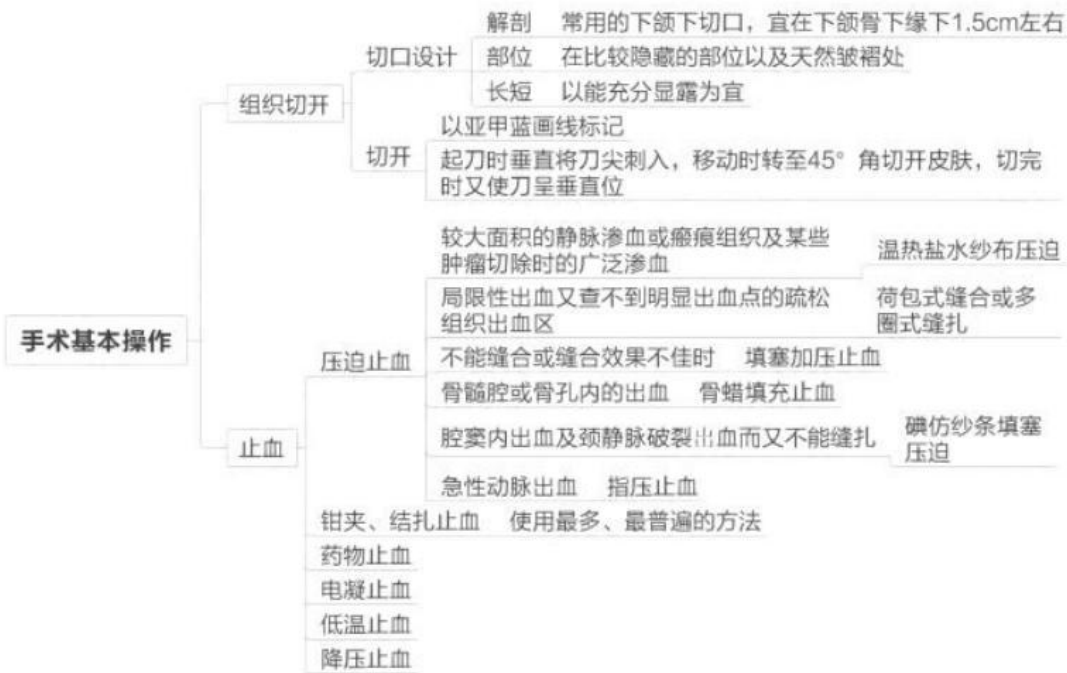 解剖 常用的下颌下切口，宜在下颌骨下缘下1.5cm左右
切口设计 部位 在比较隐藏的部位以及天然皱褶处
长短 以能充分显露为宜
组织切开
以亚甲蓝画线标记
切开
起刀时垂直将刀尖刺入，移动时转至45° 角切开皮肤，切完
时又使刀呈垂直位
较大面积的静脉渗血或瘢痕组织及某些
肿瘤切除时的广泛渗血
温热盐水纱布压迫
局限性出血又查不到明显出血点的疏松
组织出血区
荷包式缝合或多
圈式缝扎
手术基本操作
压迫止血
不能缝合或缝合效果不佳时 填塞加压止血
骨髓腔或骨孔内的出血 骨蜡填充止血
止血
腔窦内出血及颈静脉破裂出血而又不能缝扎
碘仿纱条填塞
压迫
急性动脉出血 指压止血
钳夹、结扎止血 使用最多、最普遍的方法
药物止血
电凝止血
低温止血
降压止血